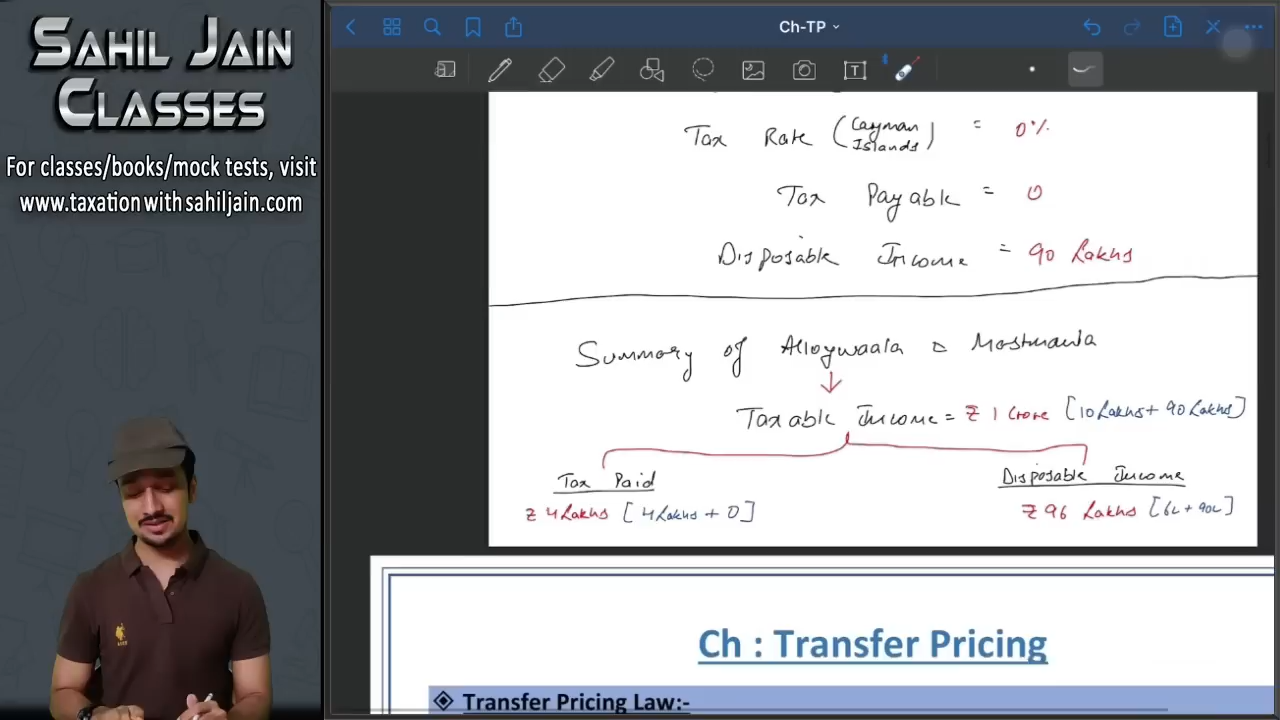 SAHIL JAIN
CLASSES
For classes/books/mock tests, visit
www.taxationwithsahiljain.com
Ch-TP
T
Tax Rate (Cayman Islands) = 0%
Tax Payable = 0
Disposable Income = 90 Lakhs
Summary of Alloywaala & Mastmania
Taxable Income = ₹ 1 Crore [10 Lakhs + 90 Lakhs]
Tax Paid
₹ 4 Lakhs [4 Lakhs + 0]
Disposable Income
₹ 96 Lakhs [6L + 90L]
Ch : Transfer Pricing
Transfer Pricing Law:-